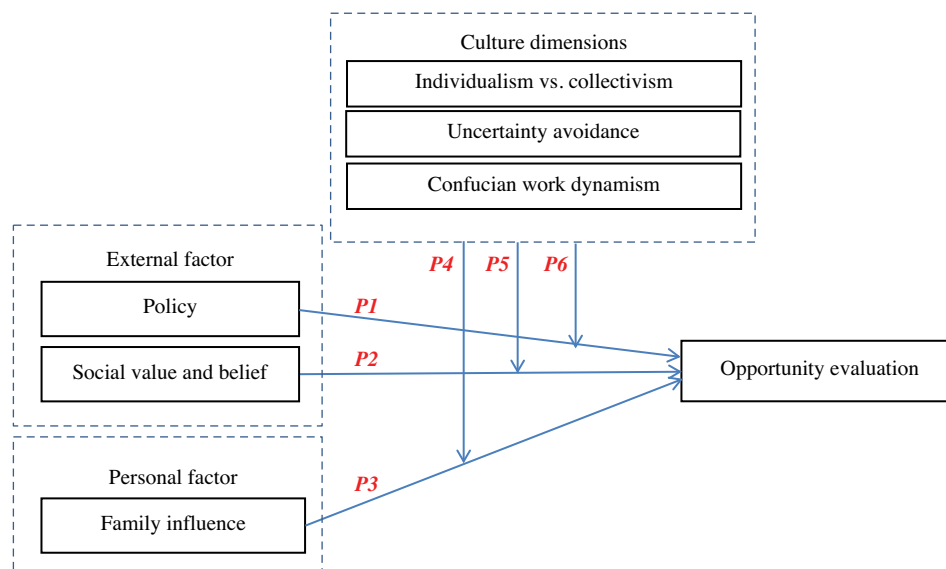 Culture dimensions
Individualism vs. collectivism
Uncertainty avoidance
Confucian work dynamism
P4 P5 P6
External factor
Policy
P1
Social value and belief
P2
Opportunity evaluation
Personal factor
P3
Family influence